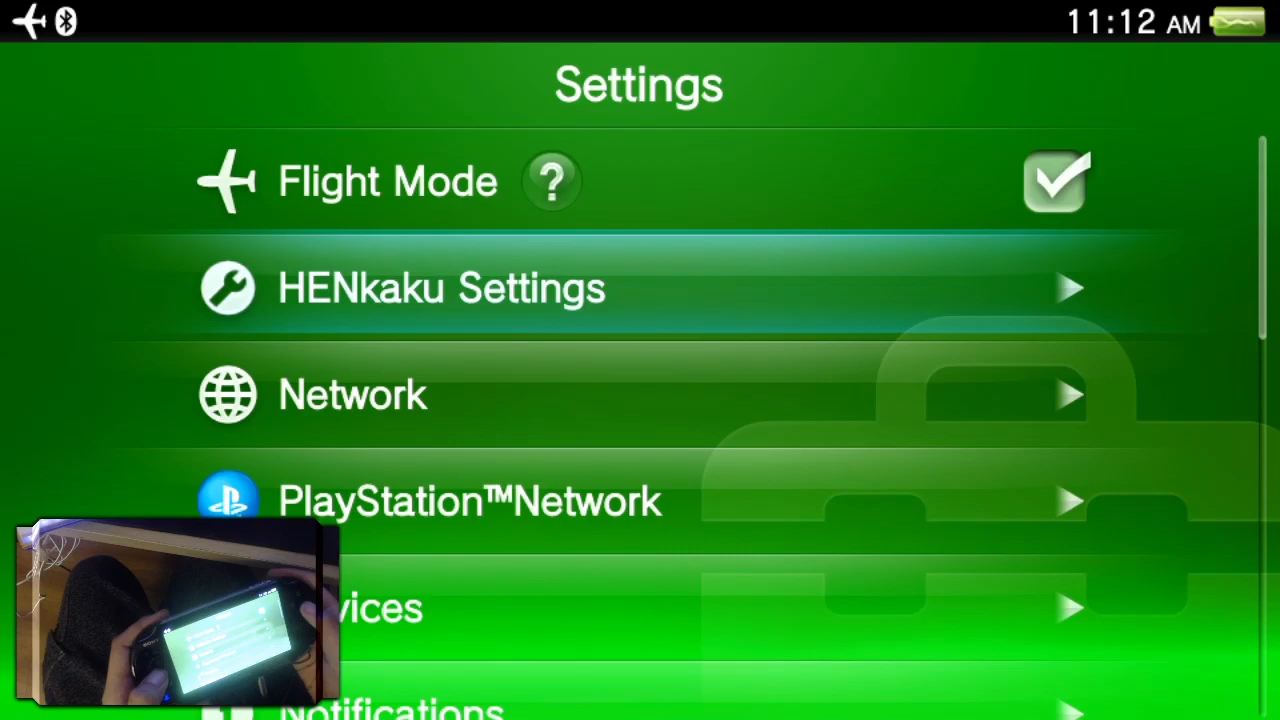 11:12 AM
Settings
Flight Mode ?
HENkaku Settings
Network
PlayStation™Network
vices
Notifications